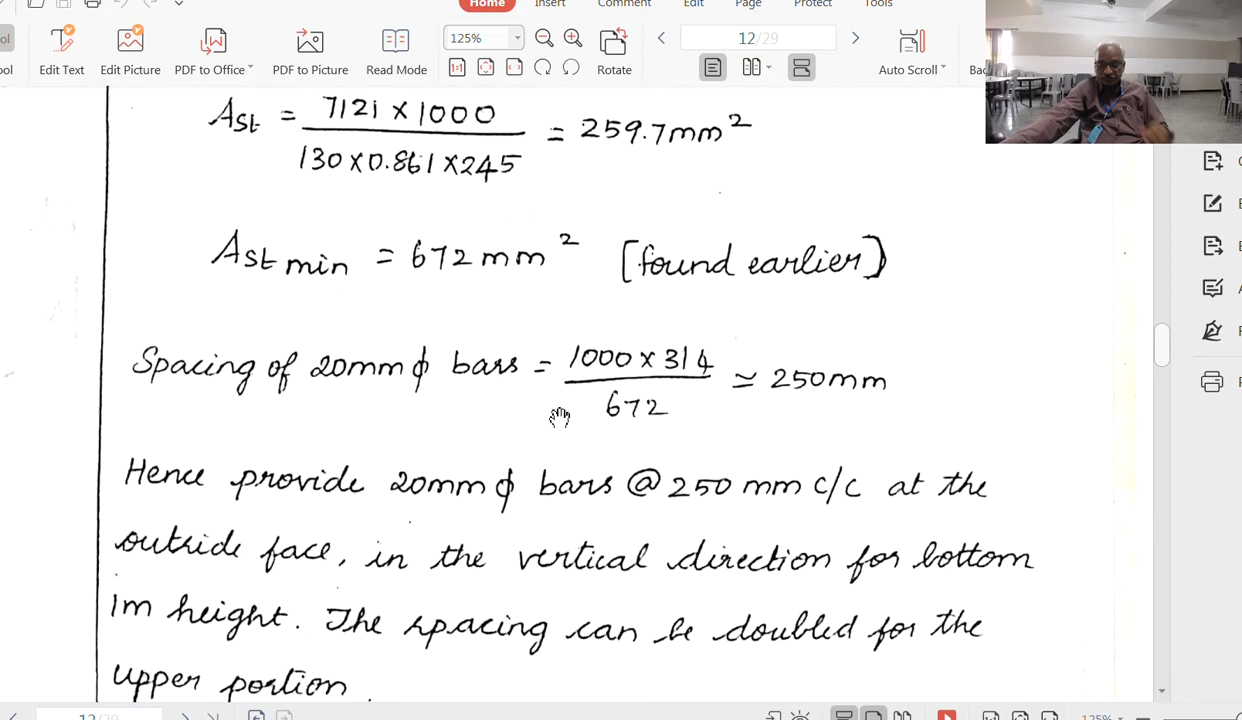 Home Insert Comment Edit Page Protect Tools
125% 12/29
Edit Text Edit Picture PDF to Office PDF to Picture Read Mode Rotate Auto Scroll
Ast = 7121 × 1000 / 130 × 0.861 × 245 = 259.7 mm²
Ast min = 672 mm² [found earlier]
Spacing of 20mm ϕ bars = 1000 × 314 / 672 ≃ 250mm
Hence provide 20mm ϕ bars @ 250 mm c/c at the
outside face, in the vertical direction for bottom
1m height. The spacing can be doubled for the
upper portion.
12/29 125%